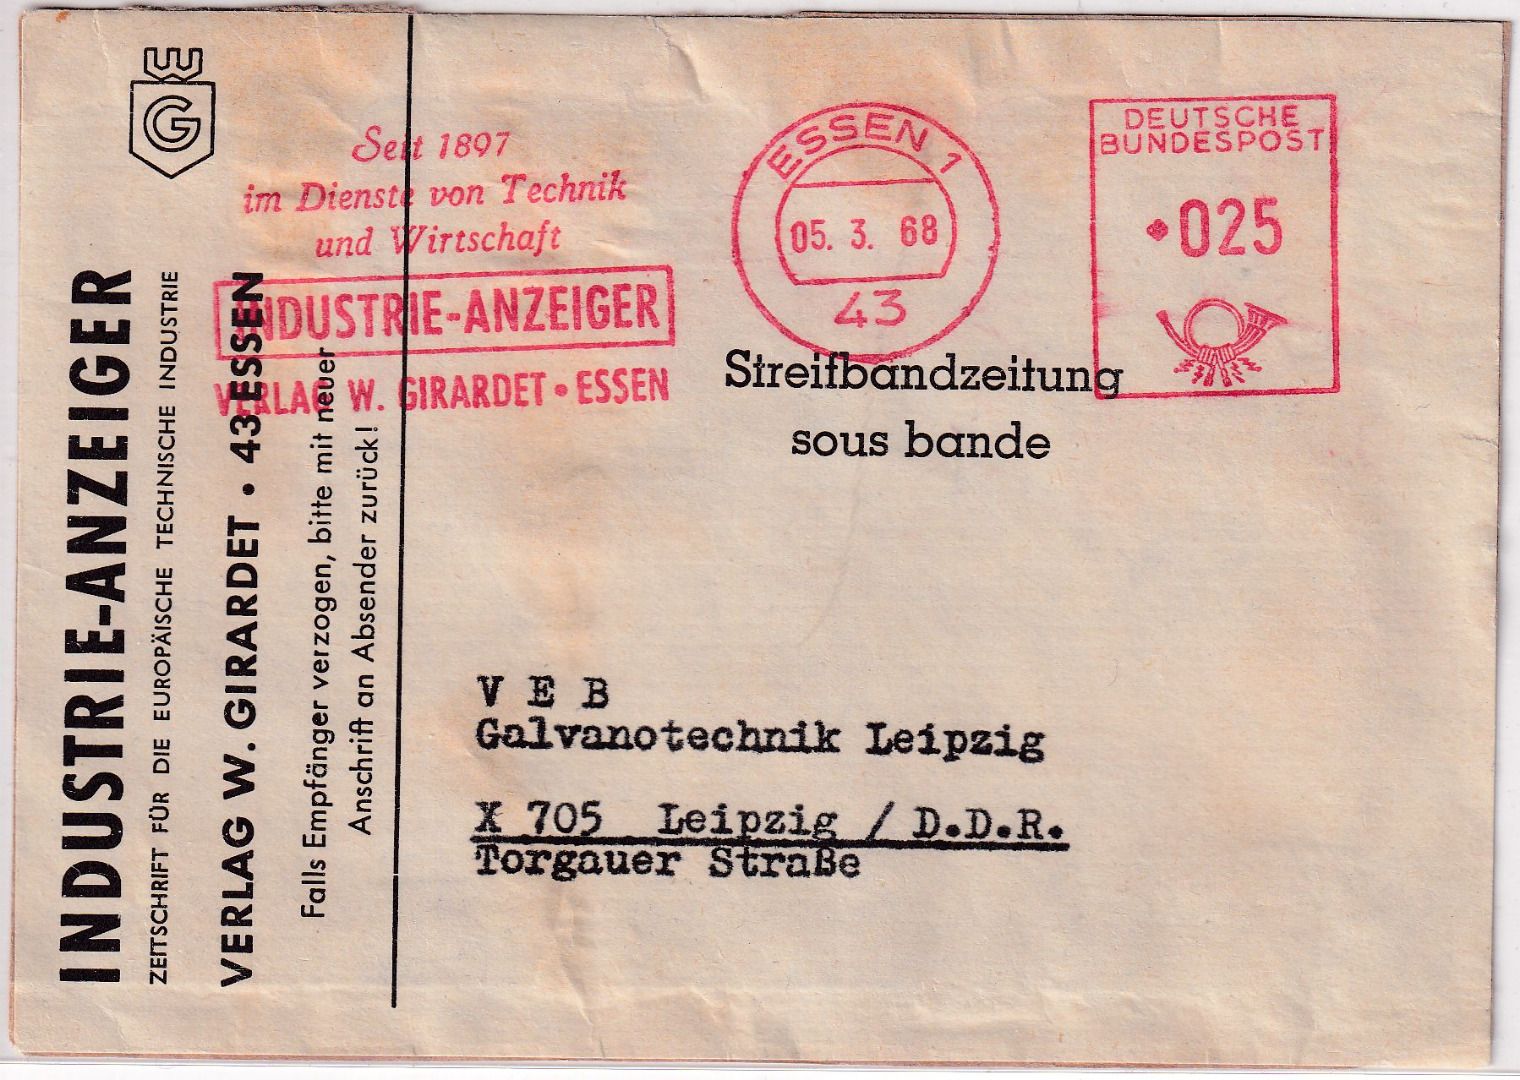 W
G
INDUSTRIE-ANZEIGER
ZEITSCHRIFT FÜR DIE EUROPÄISCHE TECHNISCHE INDUSTRIE
VERLAG W. GIRARDET • 43 ESSEN
Falls Empfänger verzogen, bitte mit neuer
Anschrift an Absender zurück!
Seit 1897
im Dienste von Technik
und Wirtschaft
INDUSTRIE-ANZEIGER
VERLAG W. GIRARDET • ESSEN
ESSEN 1
05. 3. 68
43
DEUTSCHE
BUNDESPOST
025
Streifbandzeitung
sous bande
V E B
Galvanotechnik Leipzig
X 705 Leipzig / D.D.R.
Torgauer Straße